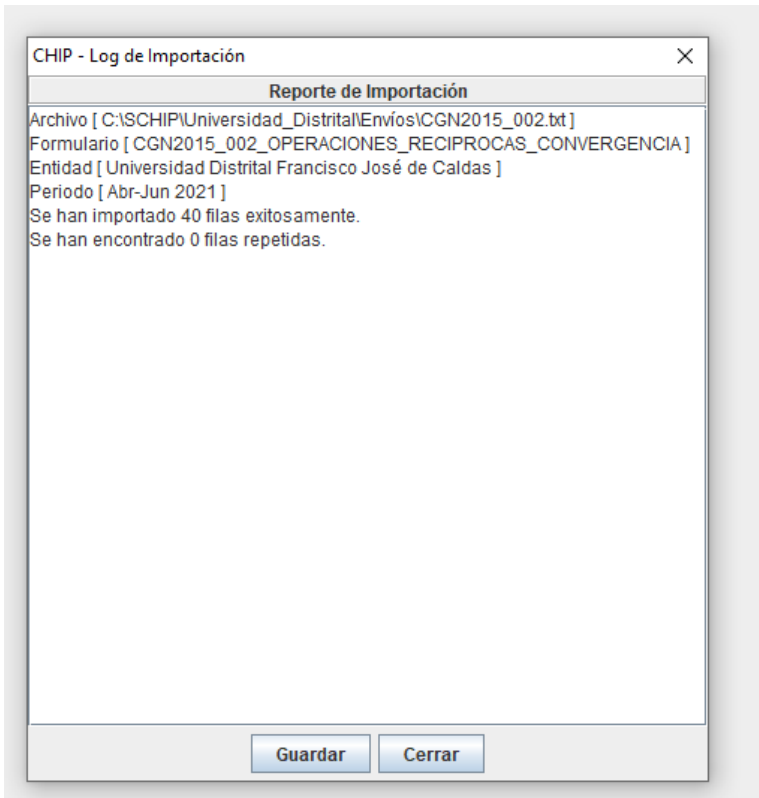 CHIP - Log de Importación
Reporte de Importación
Archivo [ C:\SCHIP\Universidad_Distrital\Envíos\CGN2015_002.txt ]
Formulario [ CGN2015_002_OPERACIONES_RECIPROCAS_CONVERGENCIA ]
Entidad [ Universidad Distrital Francisco José de Caldas ]
Periodo [ Abr-Jun 2021 ]
Se han importado 40 filas exitosamente.
Se han encontrado 0 filas repetidas.
Guardar Cerrar